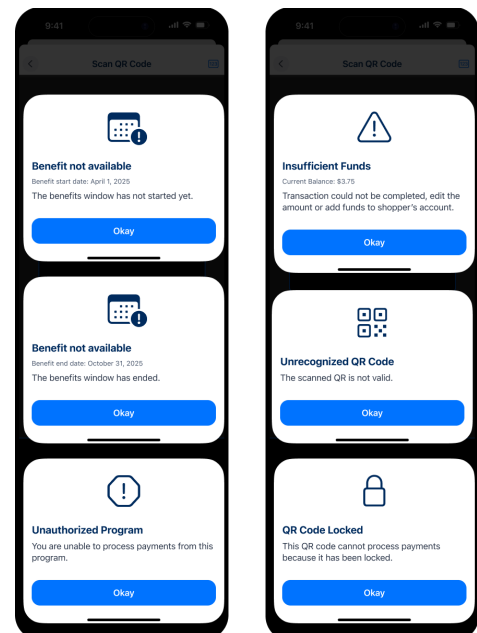 9:41
Scan QR Code
Benefit not available
Benefit start date: April 1, 2025
The benefits window has not started yet.
Okay
Benefit not available
Benefit end date: October 31, 2025
The benefits window has ended.
Okay
Unauthorized Program
You are unable to process payments from this
program.
Okay
9:41
Scan QR Code
Insufficient Funds
Current Balance: $3.75
Transaction could not be completed, edit the
amount or add funds to shopper's account.
Okay
Unrecognized QR Code
The scanned QR is not valid.
Okay
QR Code Locked
This QR code cannot process payments
because it has been locked.
Okay